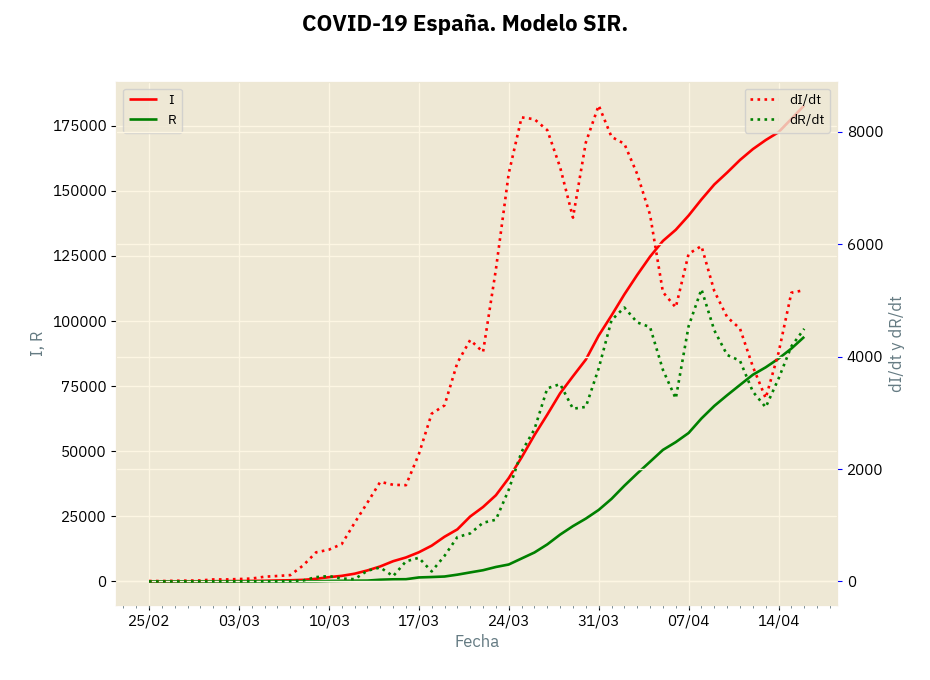 COVID-19 España. Modelo SIR.
I
R
dI/dt
dR/dt
175000
150000
125000
100000
75000
50000
25000
0
I, R
8000
6000
4000
2000
0
dI/dt y dR/dt
25/02 03/03 10/03 17/03 24/03 31/03 07/04 14/04
Fecha